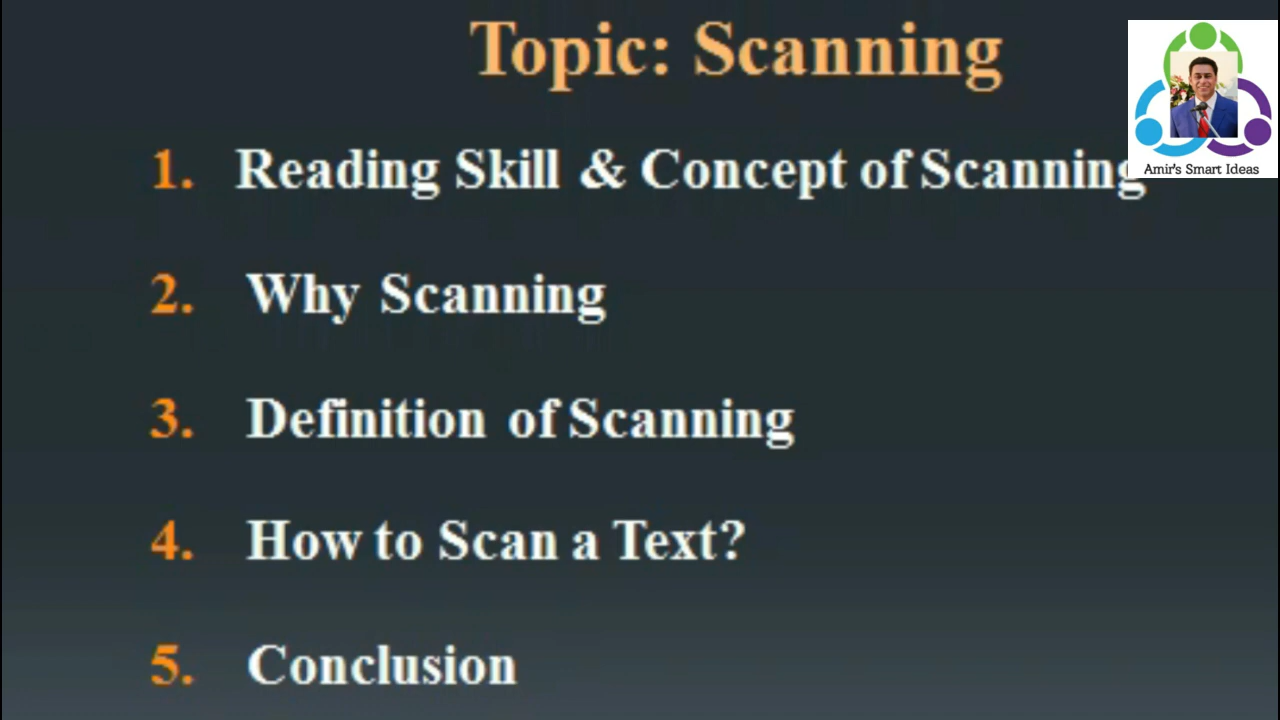 Topic: Scanning
1. Reading Skill & Concept of Scanning
Amir's Smart Ideas
2. Why Scanning
3. Definition of Scanning
4. How to Scan a Text?
5. Conclusion